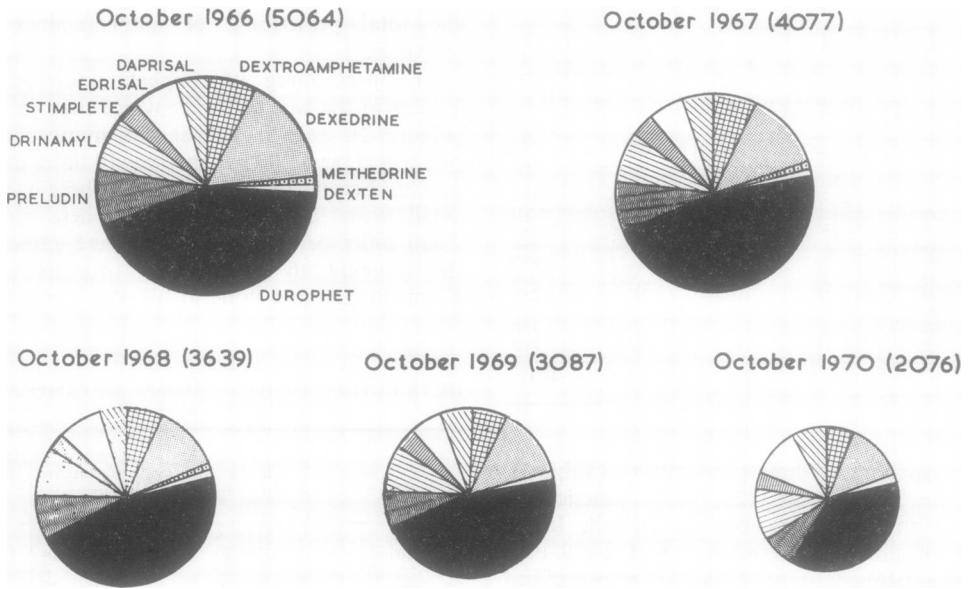 October 1966 (5064)
October 1967 (4077)
DAPRISAL
DEXTROAMPHETAMINE
EDRISAL
STIMPLETE
DEXEDRINE
DRINAMYL
METHEDRINE
PRELUDIN
DEXTEN
DUROPHET
October 1968 (3639)
October 1969 (3087)
October 1970 (2076)